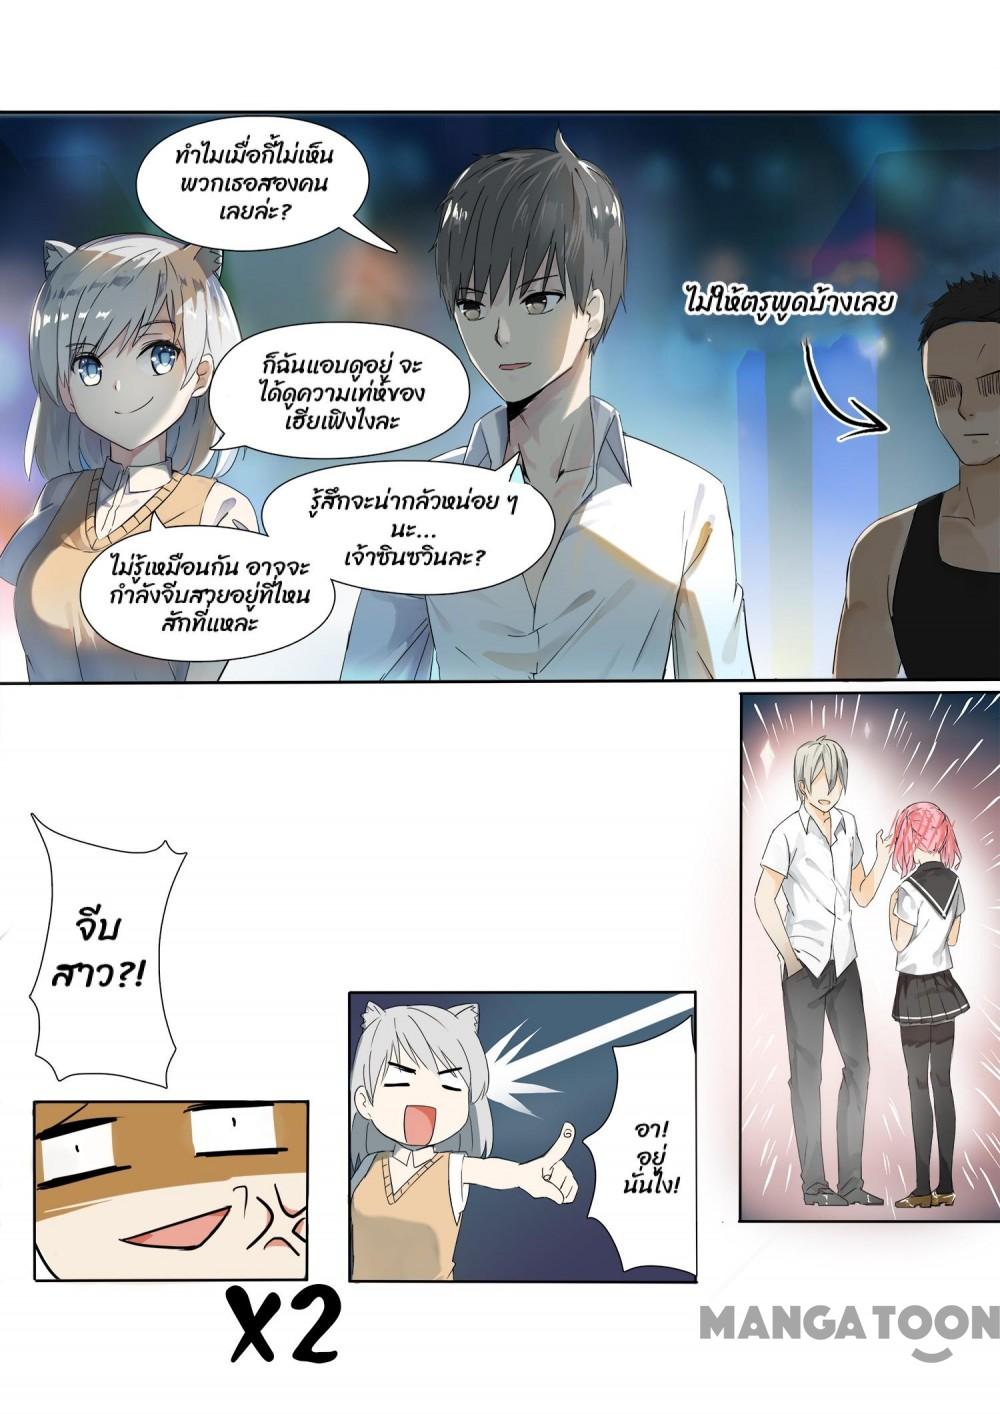 ทำไมเมื่อกี้ไม่เห็น
พวกเธอสองคน
เลยล่ะ?
ไม่ให้ตรูพูดบ้างเลย
ก็ฉันแอบดูอยู่ จะ
ได้ดูความเท่ห์ของ
เฮียเฟิงไงละ
รู้สึกจะน่ากลัวหน่อย ๆ
นะ...
เจ้าซินซวินละ?
ไม่รู้เหมือนกัน อาจจะ
กำลังจีบสายอยู่ที่ไหน
สักที่แหละ
จีบ
สาว?!
อา!
อยู่
นั่นไง!
X2
MANGATOON